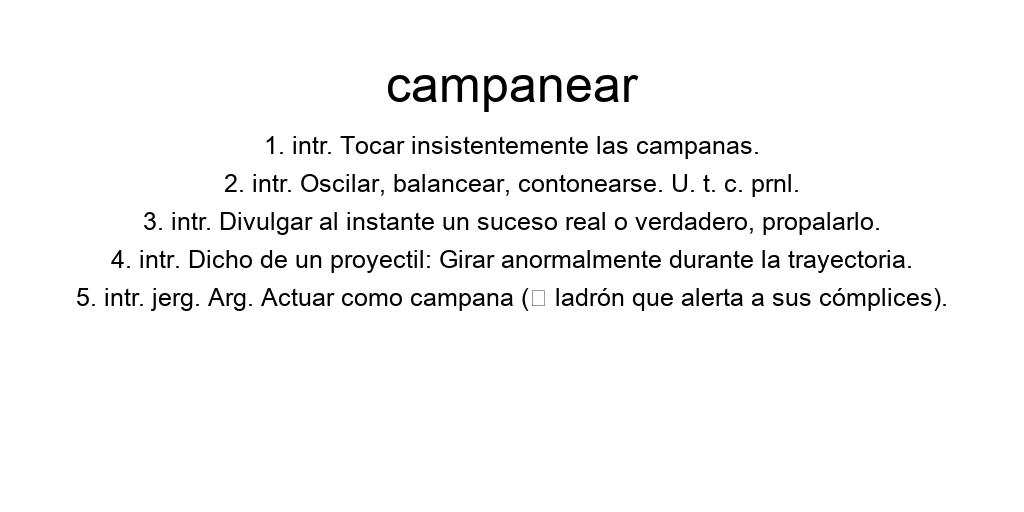 campanear
1. intr. Tocar insistentemente las campanas.
2. intr. Oscilar, balancear, contonearse. U. t. c. prnl.
3. intr. Divulgar al instante un suceso real o verdadero, propalarlo.
4. intr. Dicho de un proyectil: Girar anormalmente durante la trayectoria.
5. intr. jerg. Arg. Actuar como campana (□ ladrón que alerta a sus cómplices).